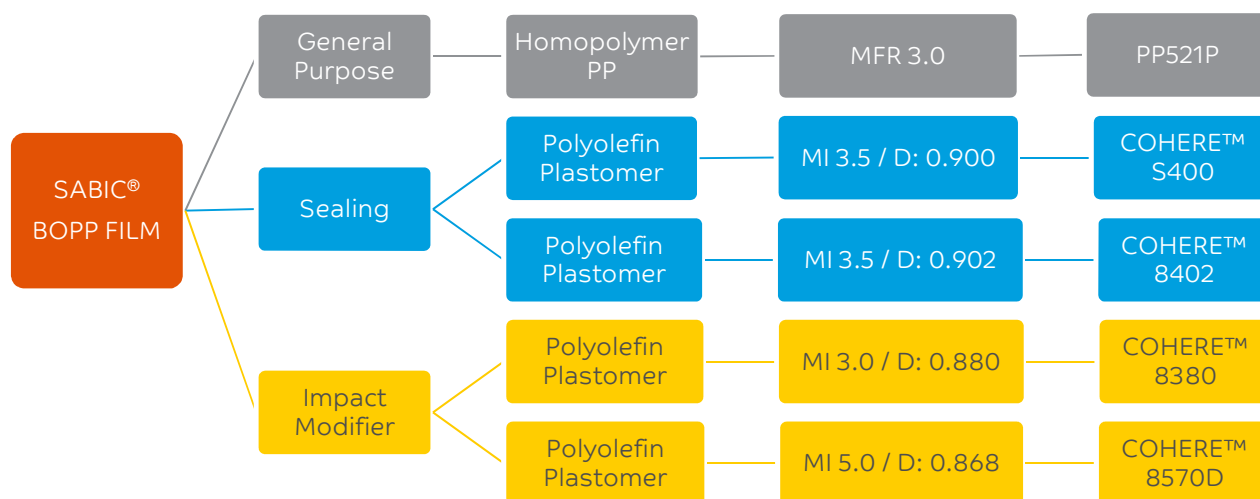 General
Purpose
Homopolymer
PP
MFR 3.0
PP521P
SABIC®
BOPP FILM
Sealing
Polyolefin
Plastomer
MI 3.5 / D: 0.900
COHERE™
S400
Polyolefin
Plastomer
MI 3.5 / D: 0.902
COHERE™
8402
Impact
Modifier
Polyolefin
Plastomer
MI 3.0 / D: 0.880
COHERE™
8380
Polyolefin
Plastomer
MI 5.0 / D: 0.868
COHERE™
8570D